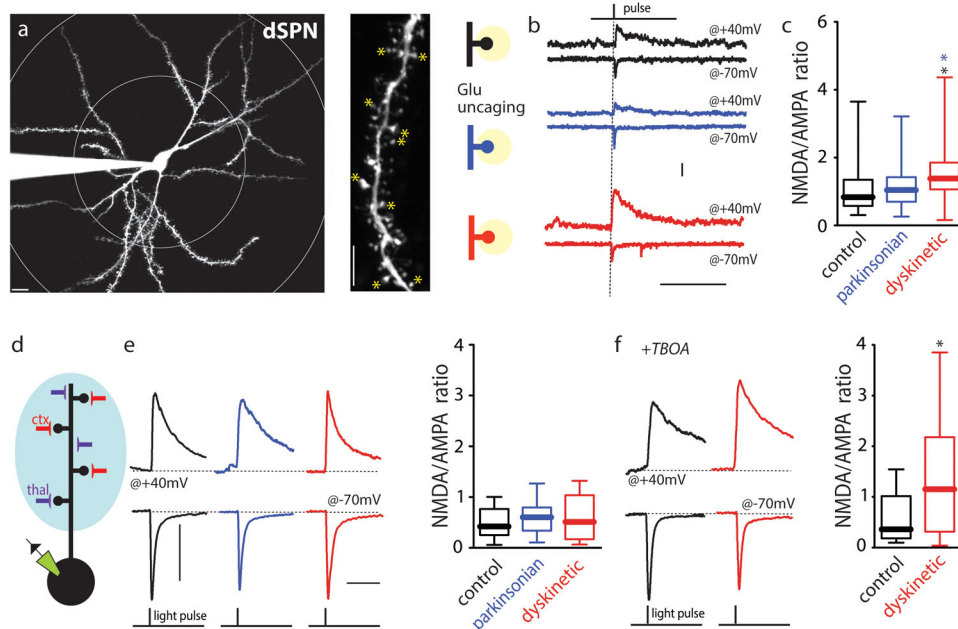 a
dSPN
* * * * * * * * * *
Glu
uncaging
b
pulse
@+40mV
@-70mV
@+40mV
@-70mV
@+40mV
@-70mV
c
NMDA/AMPA ratio
6
4
2
0
*
*
control
parkinsonian
dyskinetic
d
ctx
thal
e
@+40mV
@-70mV
light pulse
NMDA/AMPA ratio
4
3
2
1
0
control
parkinsonian
dyskinetic
f
+TBOA
@+40mV
@-70mV
light pulse
NMDA/AMPA ratio
4
3
2
1
0
*
control
dyskinetic